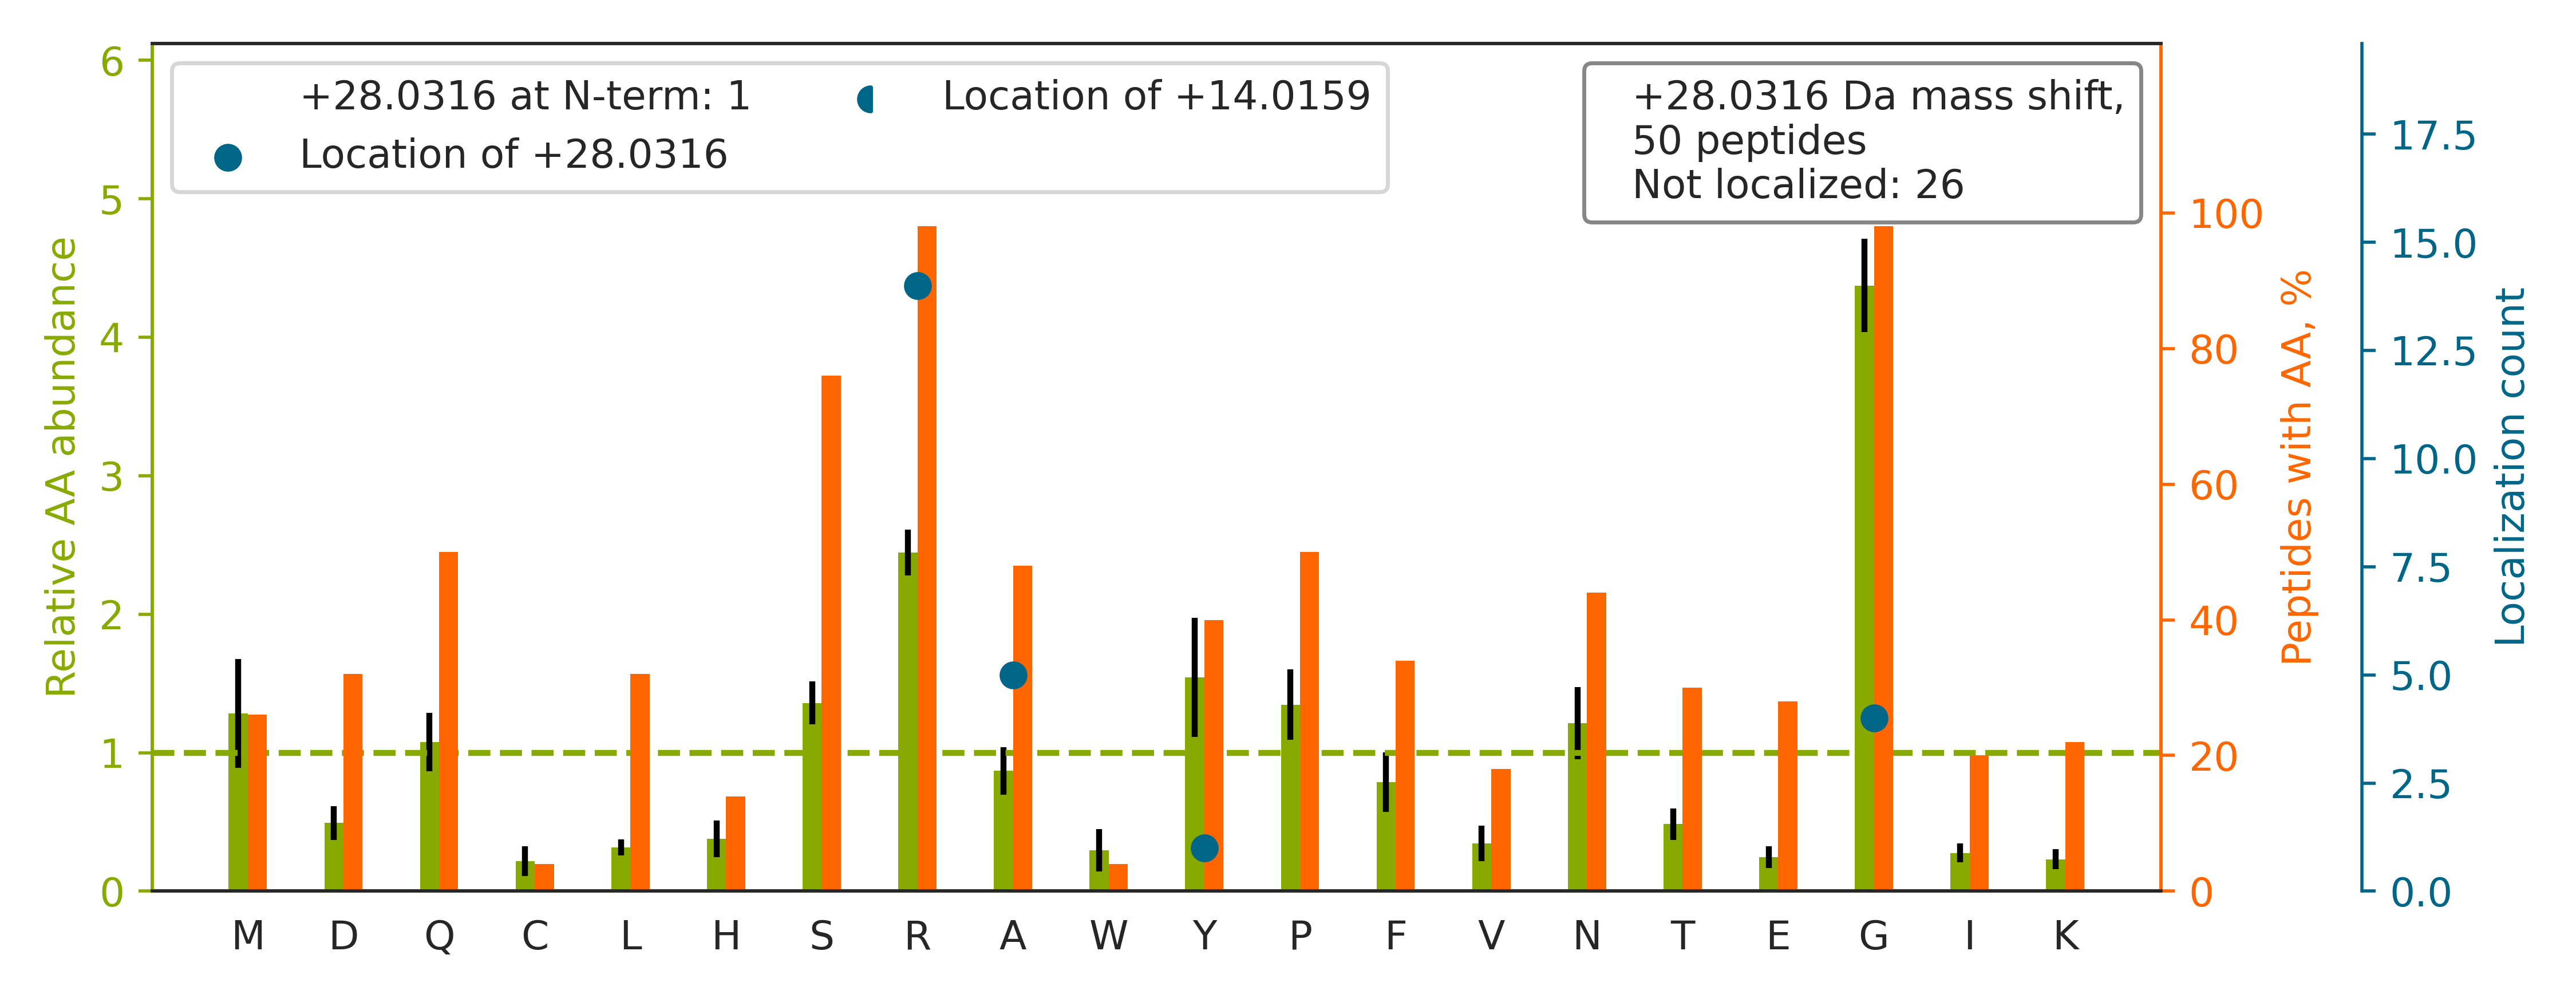 +28.0316 at N-term: 1
Location of +28.0316
Location of +14.0159
+28.0316 Da mass shift,
50 peptides
Not localized: 26
Relative AA abundance
6
5
4
3
2
1
0
Peptides with AA, %
100
80
60
40
20
0
Localization count
17.5
15.0
12.5
10.0
7.5
5.0
2.5
0.0
M D Q C L H S R A W Y P F V N T E G I K